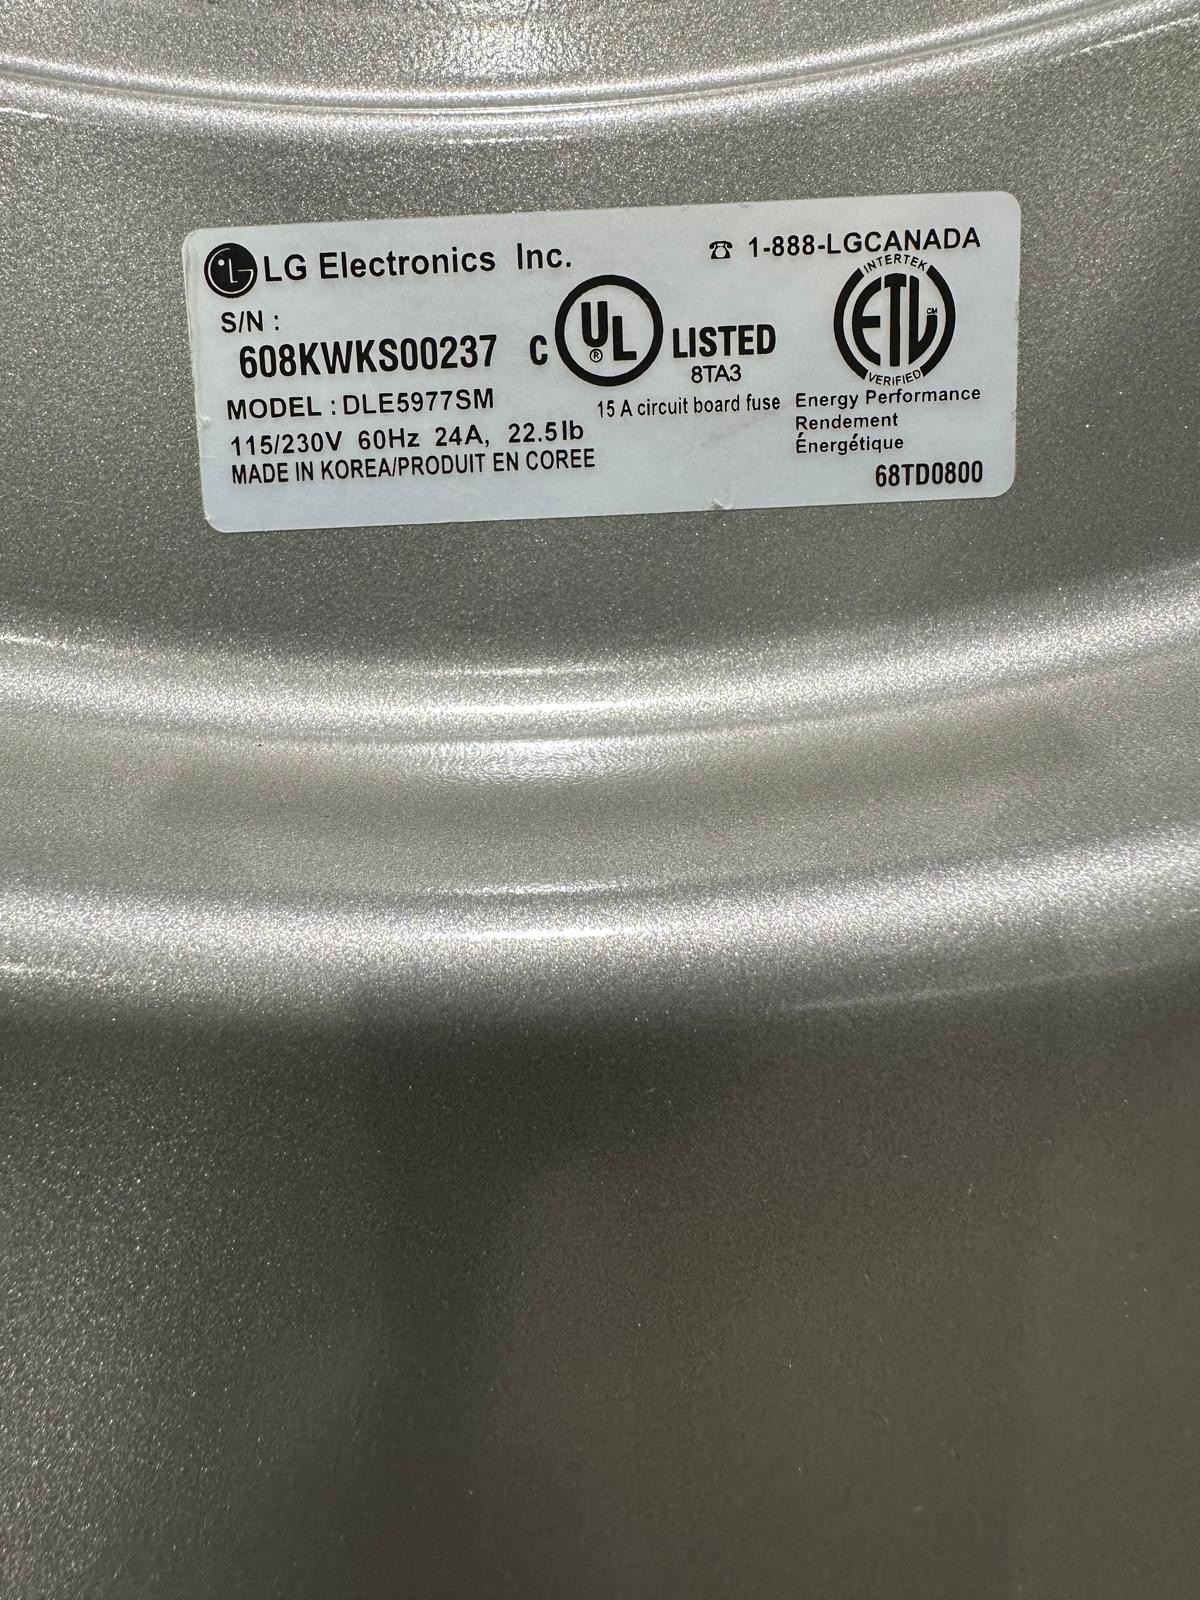 LG Electronics Inc.
☎ 1-888-LGCANADA
S/N :
608KWKS00237
C UL ® LISTED
8TA3
INTERTEK
ETL CM
VERIFIED
MODEL : DLE5977SM
15 A circuit board fuse
Energy Performance
Rendement
Énergétique
115/230V 60Hz 24A, 22.5lb
MADE IN KOREA/PRODUIT EN COREE
68TD0800